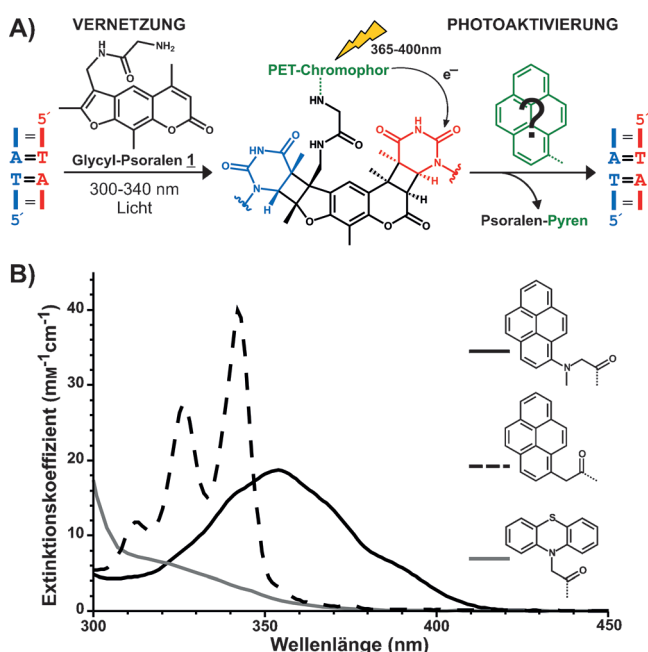 A) VERNETZUNG PHOTOAKTIVIERUNG
365-400nm
PET-Chromophor
e–
NH2
H
N
O
O
O
Glycyl-Psoralen 1
300-340 nm
Licht
5´
A=T
T=A
5´
HN
O
HN
O
HN
O
O
N
H
O
HN
O
N
H
H
H
O
O
O
?
Psoralen-Pyren
5´
A=T
T=A
5´
B)
Extinktionskoeffizient (mM-1cm-1)
40
30
20
10
0
300 350 400 450
Wellenlänge (nm)
N
O
O
S
N
O